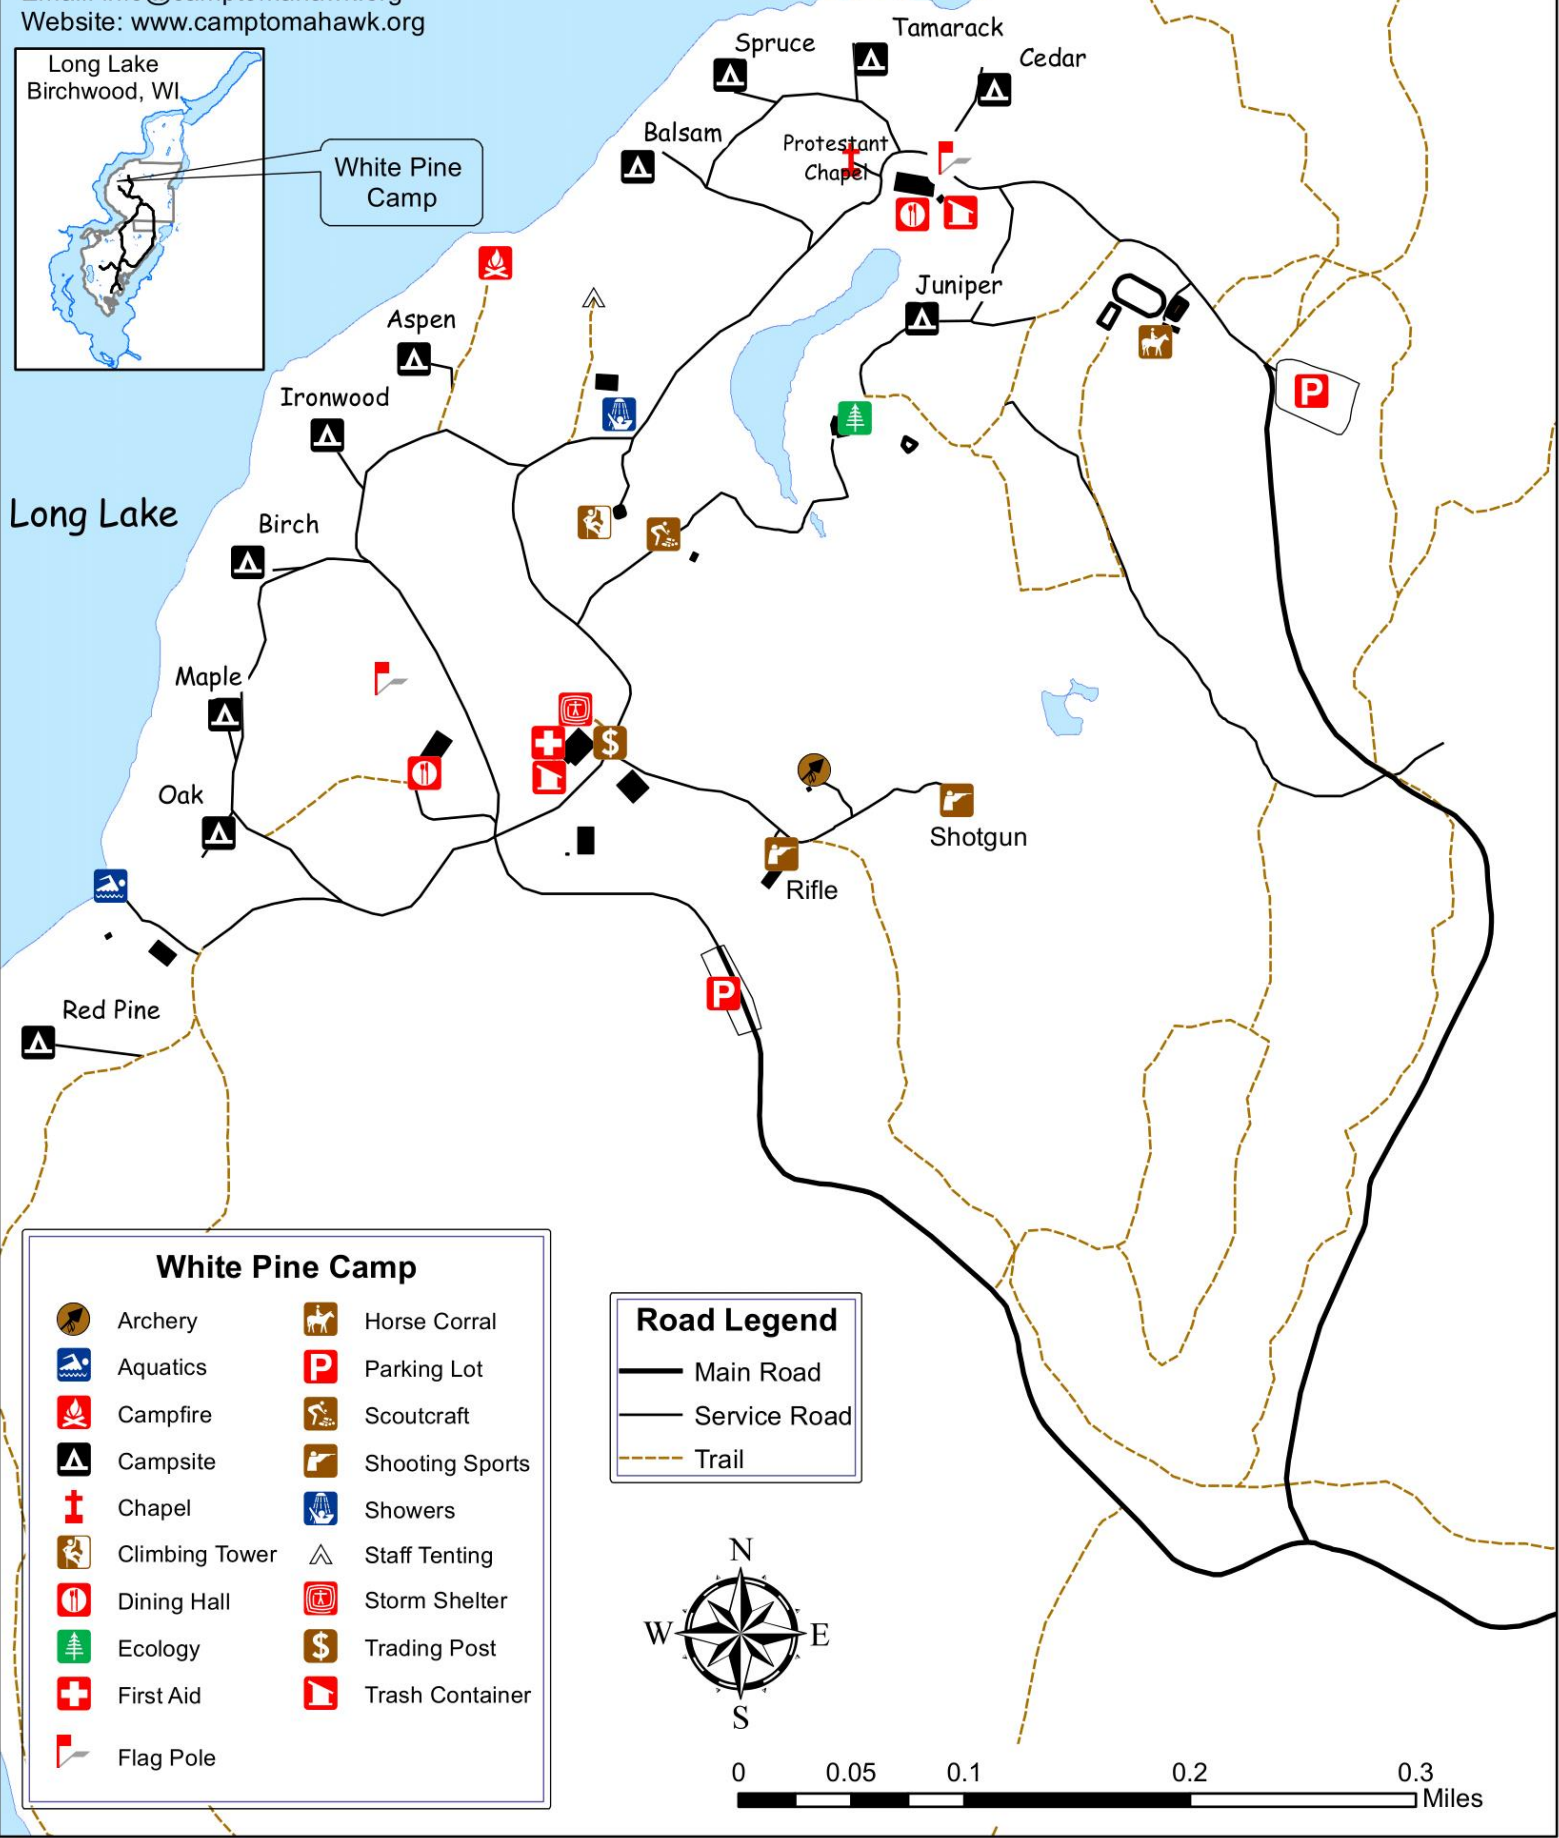 Website: www.camptomahawk.org
Long Lake
Birchwood, WI
White Pine
Camp
Spruce
Tamarack
Cedar
Balsam
Protestant
Chapel
Juniper
Aspen
Ironwood
P
Long Lake
Birch
Maple
$
Oak
Shotgun
Rifle
P
Red Pine
White Pine Camp
Archery
Aquatics
Campfire
Campsite
Chapel
Climbing Tower
Dining Hall
Ecology
First Aid
Flag Pole
Horse Corral
P Parking Lot
Scoutcraft
Shooting Sports
Showers
Staff Tenting
Storm Shelter
$ Trading Post
Trash Container
Road Legend
Main Road
Service Road
Trail
N
W E
S
0 0.05 0.1 0.2 0.3
Miles